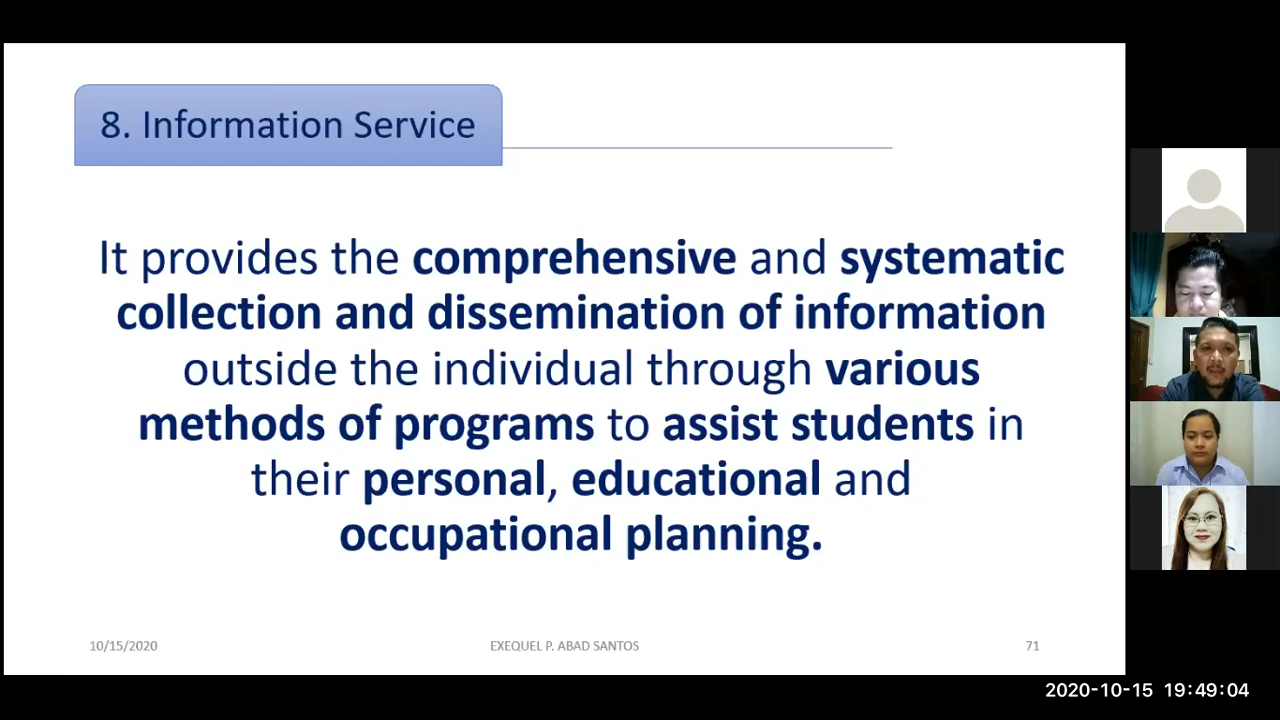 8. Information Service
It provides the comprehensive and systematic
collection and dissemination of information
outside the individual through various
methods of programs to assist students in
their personal, educational and
occupational planning.
10/15/2020
EXEQUEL P. ABAD SANTOS
71
2020-10-15 19:49:04